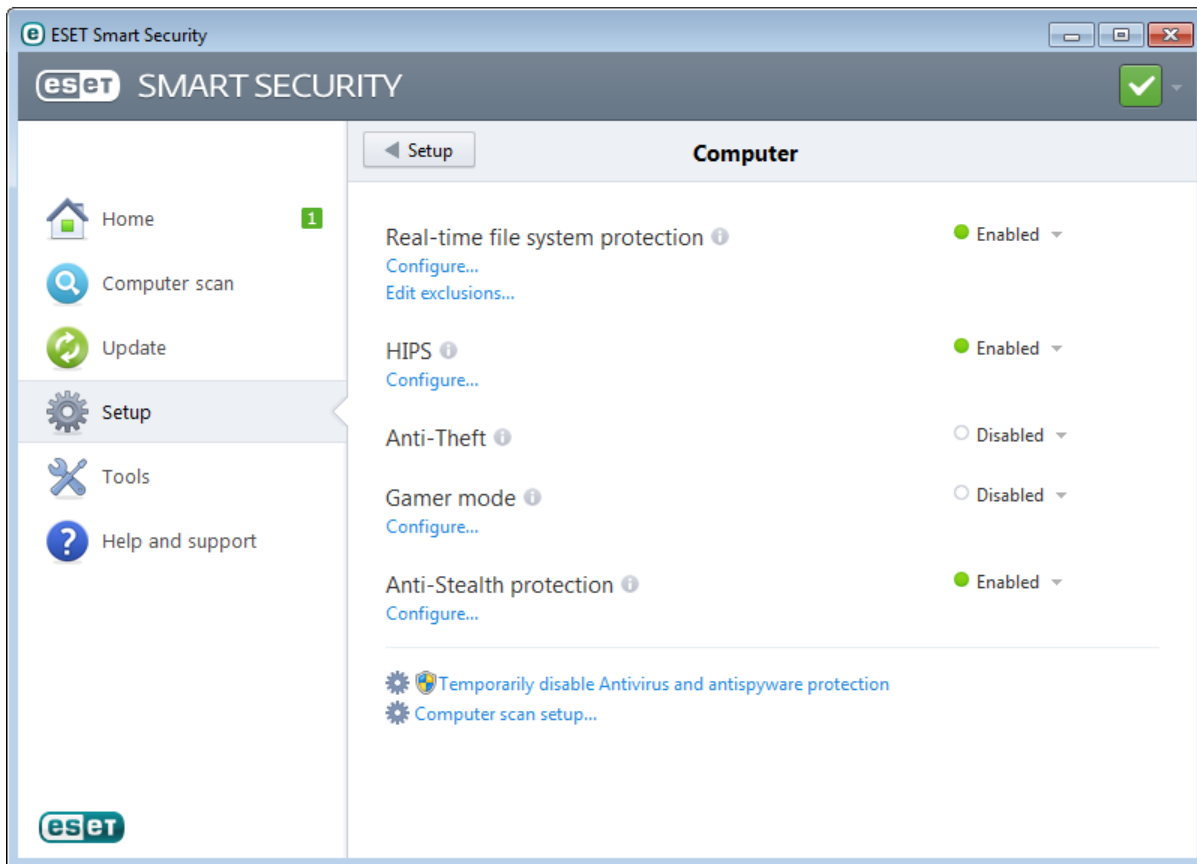 ESET Smart Security
eset SMART SECURITY
Setup
Computer
Home 1
Computer scan
Update
Setup
Tools
Help and support
Real-time file system protection Enabled
Configure...
Edit exclusions...
HIPS Enabled
Configure...
Anti-Theft Disabled
Gamer mode Disabled
Configure...
Anti-Stealth protection Enabled
Configure...
Temporarily disable Antivirus and antispyware protection
Computer scan setup...
eset